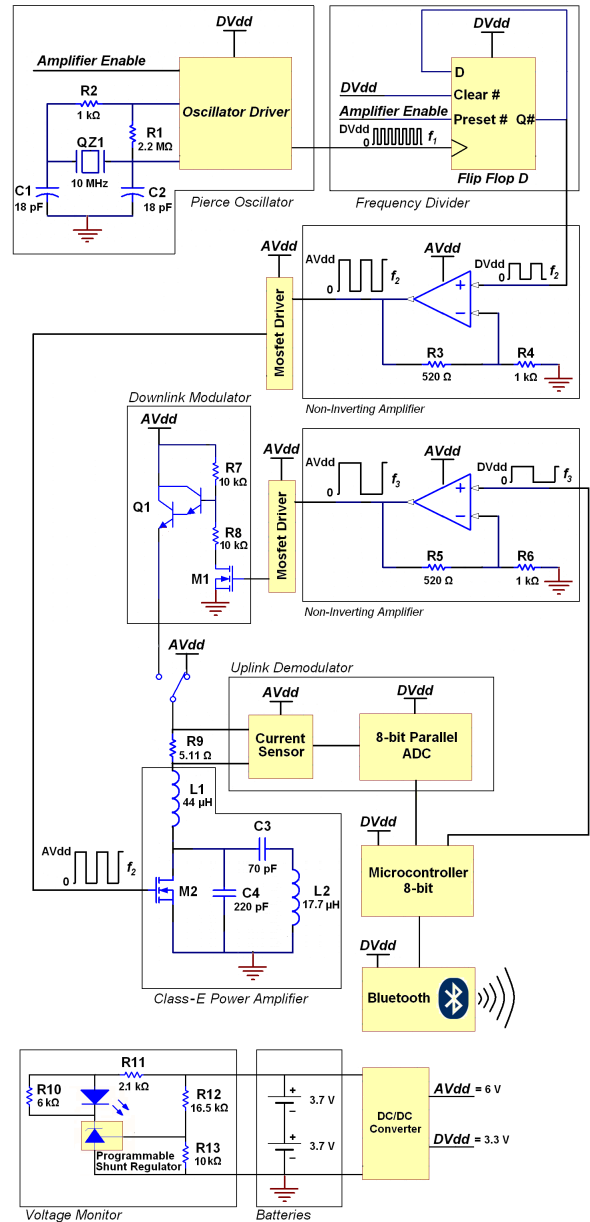 DVdd
Amplifier Enable
R2
1 kΩ
Oscillator Driver
R1
2.2 MΩ
QZ1
10 MHz
C1
18 pF
C2
18 pF
Pierce Oscillator
DVdd
D
DVdd
Clear #
Amplifier Enable
Preset #
Q#
DVdd
0
f1
Flip Flop D
Frequency Divider
AVdd
Mosfet Driver
AVdd
0
f2
AVdd
+
−
DVdd
0
f2
R3
520 Ω
R4
1 kΩ
Non-Inverting Amplifier
Downlink Modulator
AVdd
R7
10 kΩ
Q1
R8
10 kΩ
M1
AVdd
Mosfet Driver
AVdd
0
f3
AVdd
+
−
DVdd
0
f3
R5
520 Ω
R6
1 kΩ
Non-Inverting Amplifier
AVdd
Uplink Demodulator
AVdd
Current
Sensor
DVdd
8-bit Parallel
ADC
R9
5.11 Ω
L1
44 μH
C3
70 pF
AVdd
0
f2
M2
C4
220 pF
L2
17.7 μH
Class-E Power Amplifier
DVdd
Microcontroller
8-bit
DVdd
Bluetooth
R11
2.1 kΩ
R10
6 kΩ
R12
16.5 kΩ
R13
10 kΩ
Programmable
Shunt Regulator
Voltage Monitor
+
−
3.7 V
+
−
3.7 V
Batteries
DC/DC
Converter
AVdd = 6 V
DVdd = 3.3 V